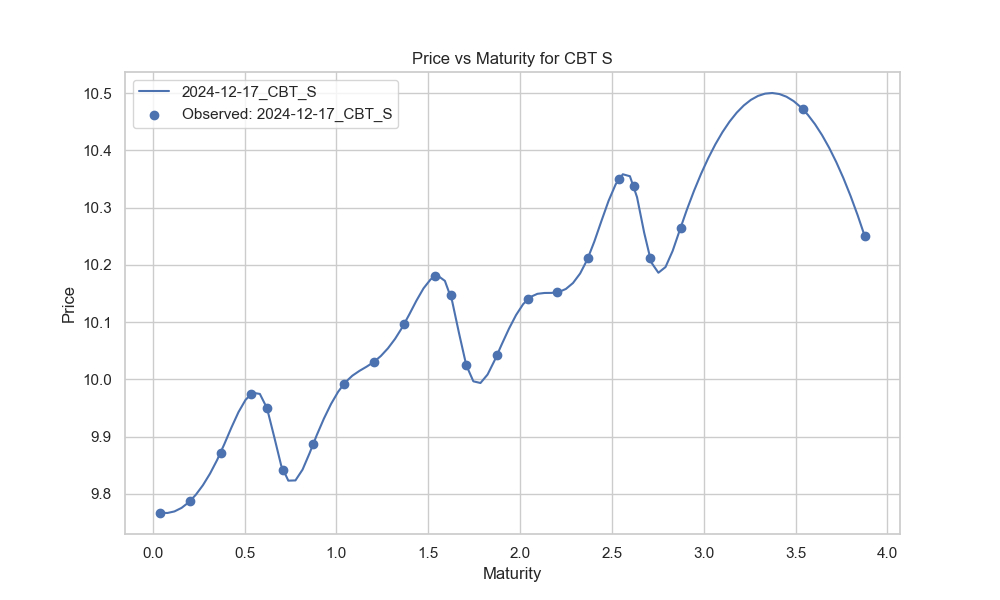 Price vs Maturity for CBT S
2024-12-17_CBT_S
Observed: 2024-12-17_CBT_S
Price
10.5
10.4
10.3
10.2
10.1
10.0
9.9
9.8
0.0 0.5 1.0 1.5 2.0 2.5 3.0 3.5 4.0
Maturity